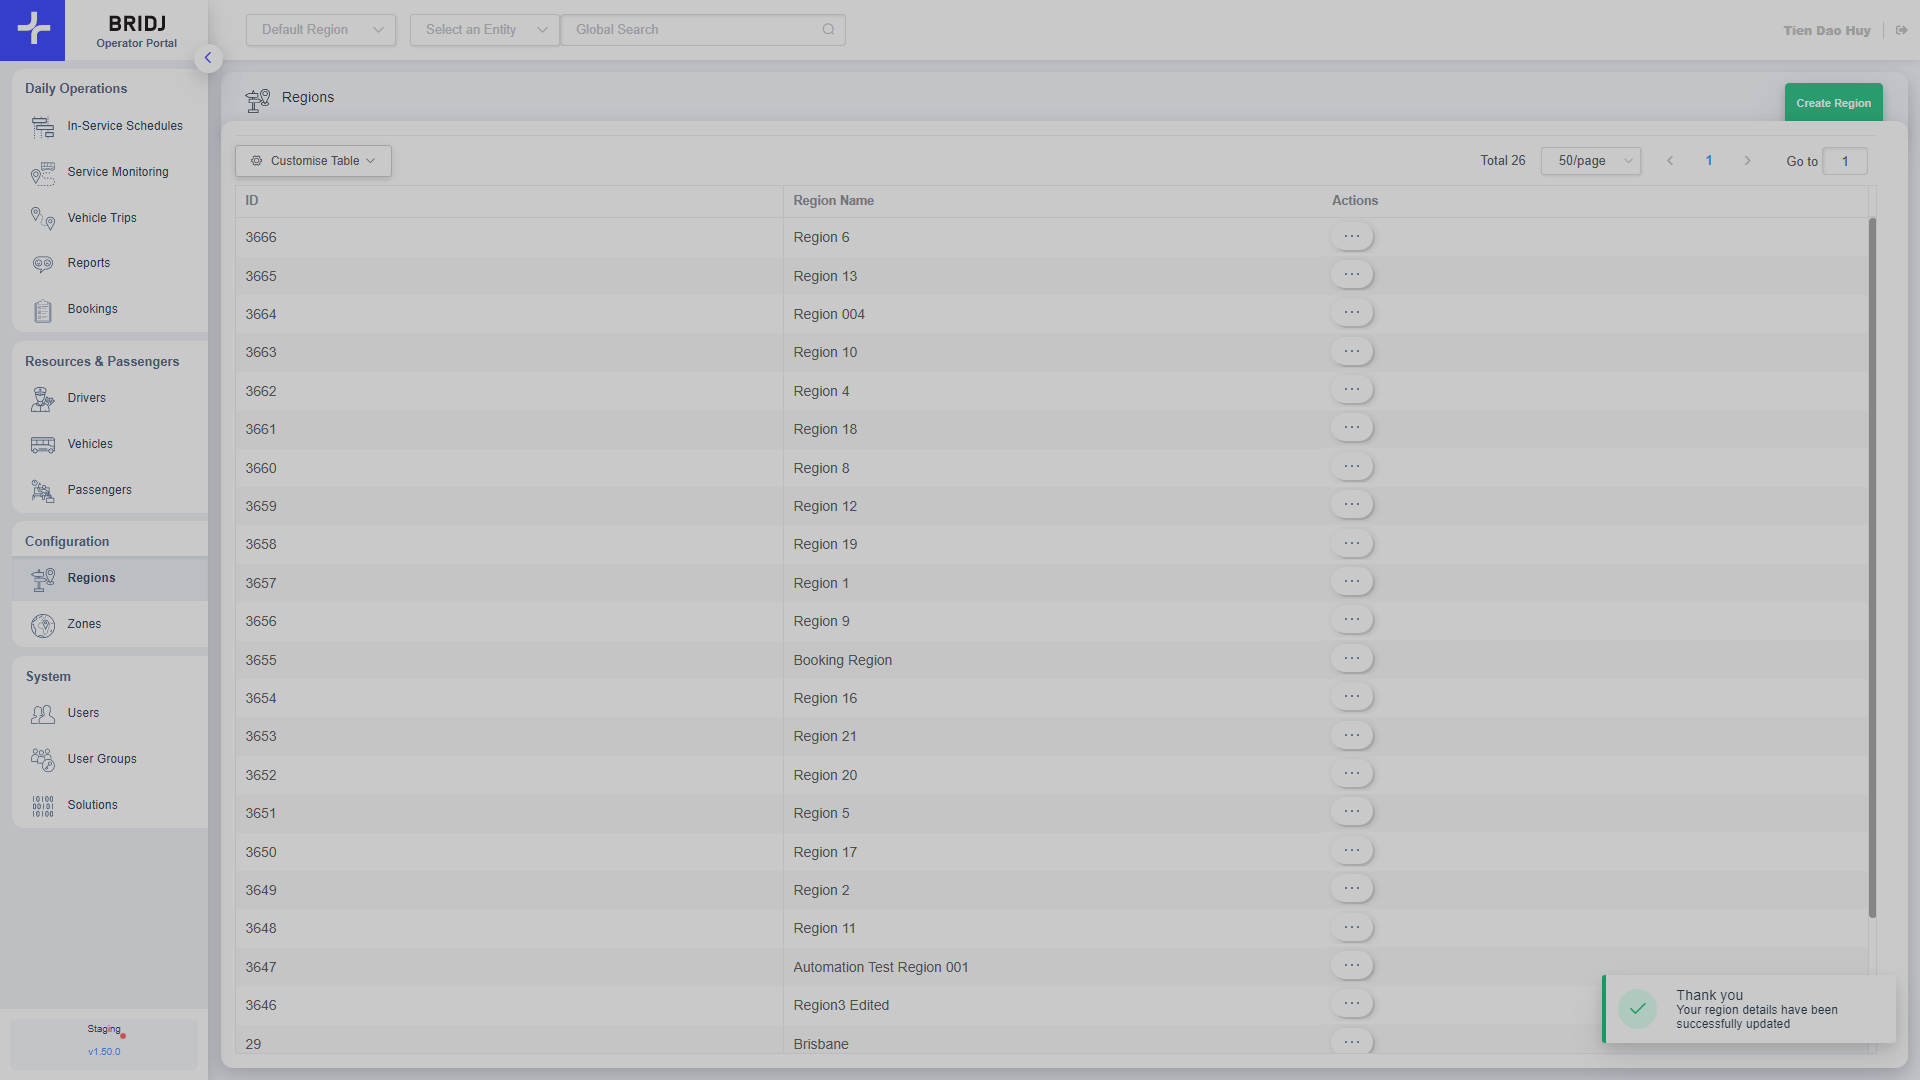 BRIDJ
Operator Portal
Default Region
Select an Entity
Global Search
Tien Dao Huy
Daily Operations
In-Service Schedules
Service Monitoring
Vehicle Trips
Reports
Bookings
Resources & Passengers
Drivers
Vehicles
Passengers
Configuration
Regions
Zones
System
Users
User Groups
10100
00101
10100
Solutions
Staging
v1.50.0
Regions
Create Region
Customise Table
Total 26
50/page
1
Go to
1
ID Region Name Actions
3666 Region 6
3665 Region 13
3664 Region 004
3663 Region 10
3662 Region 4
3661 Region 18
3660 Region 8
3659 Region 12
3658 Region 19
3657 Region 1
3656 Region 9
3655 Booking Region
3654 Region 16
3653 Region 21
3652 Region 20
3651 Region 5
3650 Region 17
3649 Region 2
3648 Region 11
3647 Automation Test Region 001
3646 Region3 Edited
29 Brisbane
Thank you
Your region details have been
successfully updated